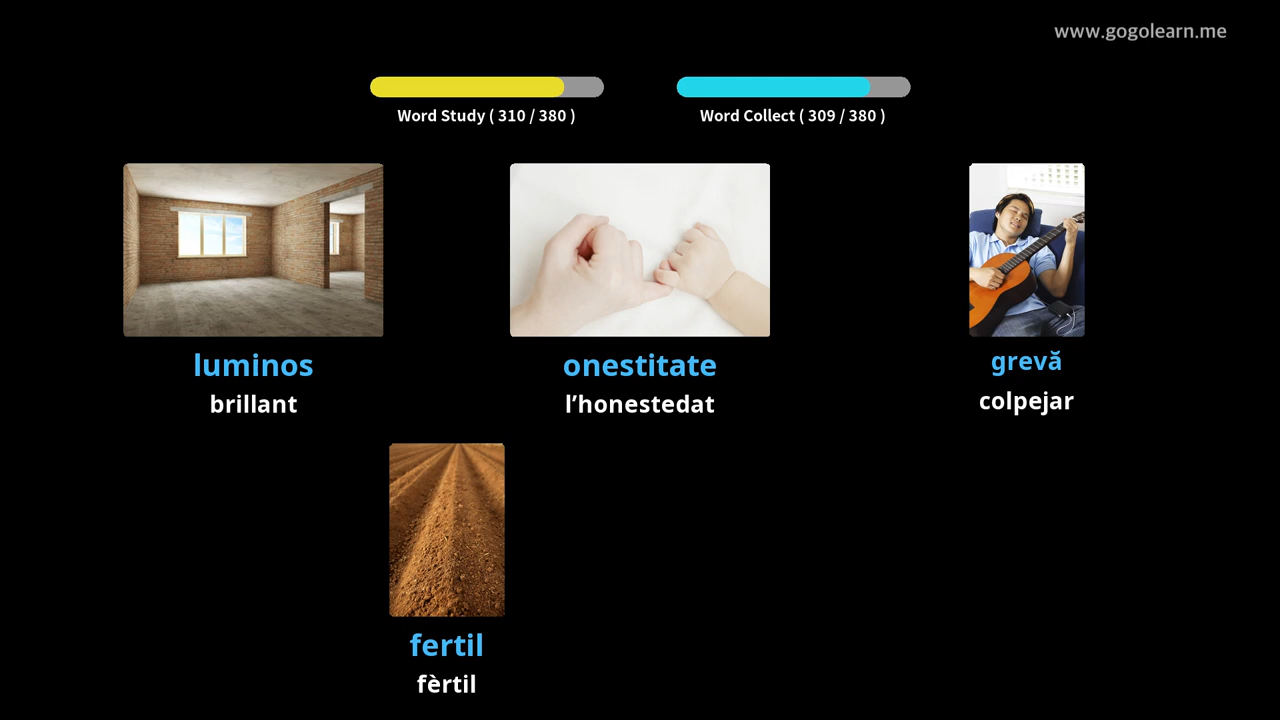 www.gogolearn.me
Word Study ( 310 / 380 )
Word Collect ( 309 / 380 )
luminos
brillant
onestitate
l’honestedat
grevă
colpejar
fertil
fèrtil